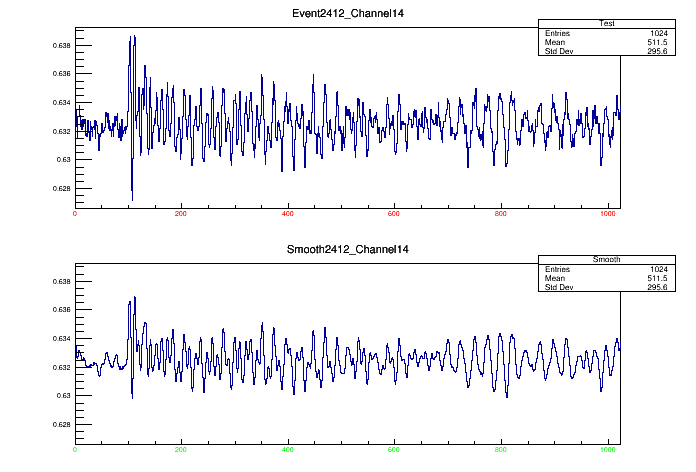 Event2412_Channel14
Test
Entries 1024
Mean 511.5
Std Dev 295.6
0.638
0.636
0.634
0.632
0.63
0.628
0 200 400 600 800 1000
Smooth2412_Channel14
Smooth
Entries 1024
Mean 511.5
Std Dev 295.6
0.638
0.636
0.634
0.632
0.63
0.628
0 200 400 600 800 1000